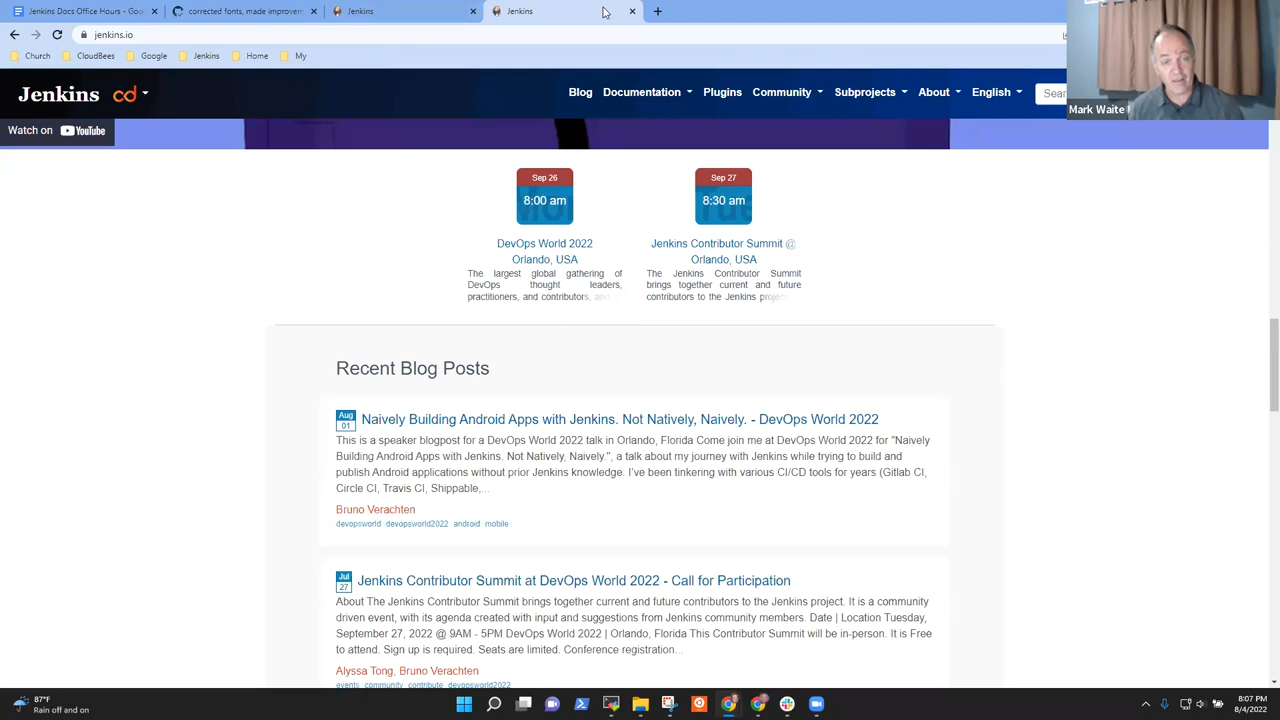 Jenkins Docs Office Hours - Goo
corrected fonts, made improvem
Jenkins
Jenkins
jenkins.io
Church
CloudBees
Google
Jenkins
Home
My
Jenkins
cd
Blog
Documentation
Plugins
Community
Subprojects
About
English
Sear
Mark Waite
Watch on YouTube
Sep 26
8:00 am
DevOps World 2022
Orlando, USA
The largest global gathering of
DevOps thought leaders,
practitioners, and contributors,
Sep 27
8:30 am
Jenkins Contributor Summit @
Orlando, USA
The Jenkins Contributor Summit
brings together current and future
contributors to the Jenkins project
Recent Blog Posts
Aug
01
Naively Building Android Apps with Jenkins. Not Natively, Naively. - DevOps World 2022
This is a speaker blogpost for a DevOps World 2022 talk in Orlando, Florida Come join me at DevOps World 2022 for "Naively
Building Android Apps with Jenkins. Not Natively, Naively.", a talk about my journey with Jenkins while trying to build and
publish Android applications without prior Jenkins knowledge. I've been tinkering with various CI/CD tools for years (Gitlab CI,
Circle CI, Travis CI, Shippable,...
Bruno Verachten
devopsworld devopsworld2022 android mobile
Jul
27
Jenkins Contributor Summit at DevOps World 2022 - Call for Participation
About The Jenkins Contributor Summit brings together current and future contributors to the Jenkins project. It is a community
driven event, with its agenda created with input and suggestions from Jenkins community members. Date | Location Tuesday,
September 27, 2022 @ 9AM - 5PM DevOps World 2022 | Orlando, Florida This Contributor Summit will be in-person. It is Free
to attend. Sign up is required. Seats are limited. Conference registration...
Alyssa Tong, Bruno Verachten
events community contribute devopsworld2022
87°F
Rain off and on
8:07 PM
8/4/2022